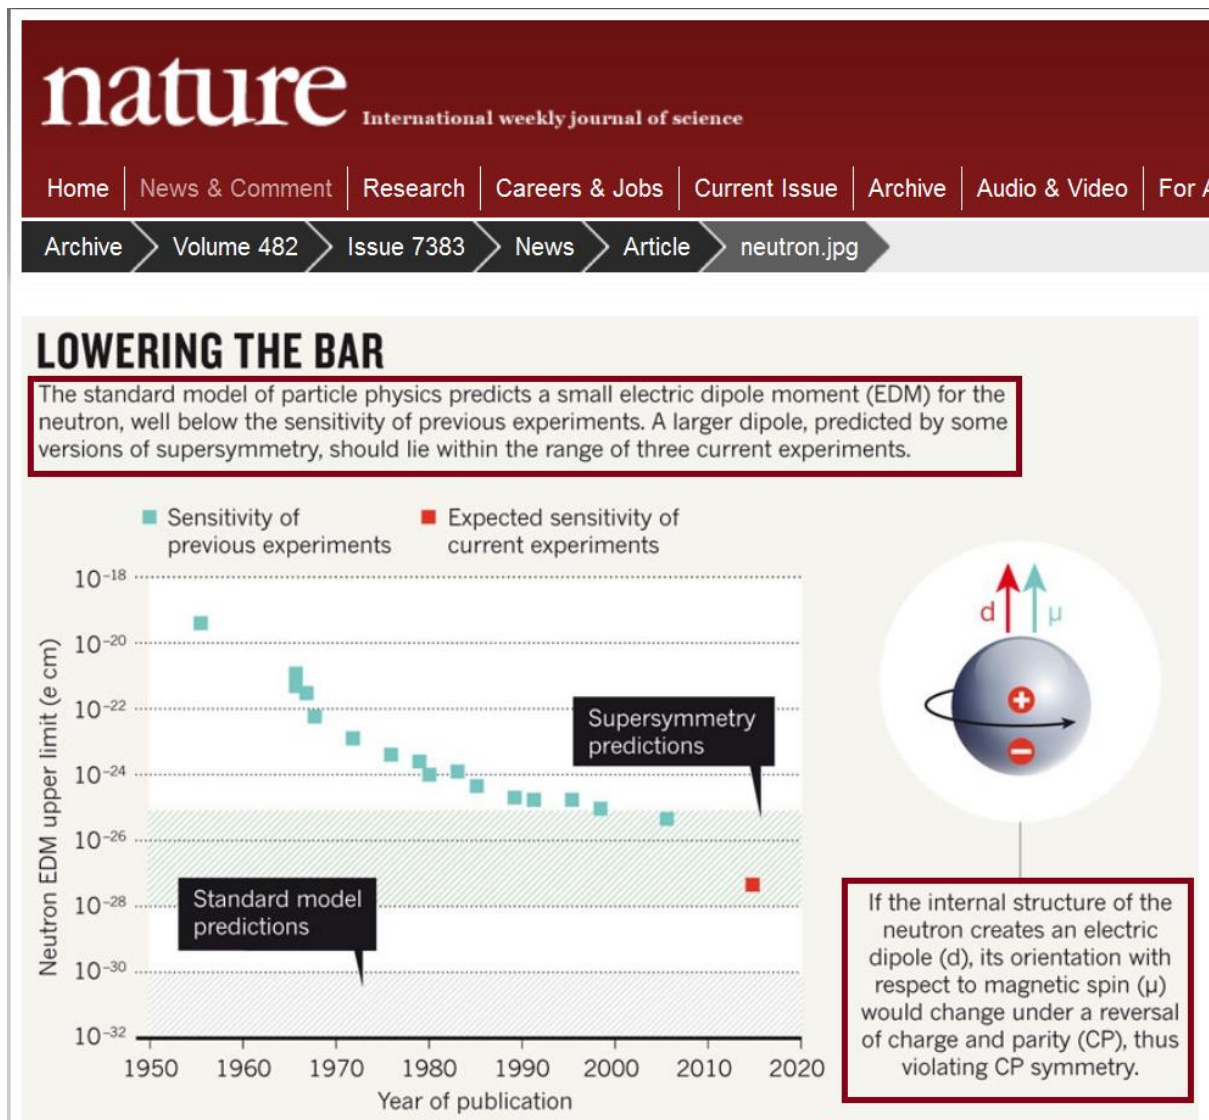 nature International weekly journal of science
Home News & Comment Research Careers & Jobs Current Issue Archive Audio & Video For A
Archive Volume 482 Issue 7383 News Article neutron.jpg
LOWERING THE BAR
The standard model of particle physics predicts a small electric dipole moment (EDM) for the
neutron, well below the sensitivity of previous experiments. A larger dipole, predicted by some
versions of supersymmetry, should lie within the range of three current experiments.
Sensitivity of
previous experiments
Expected sensitivity of
current experiments
Neutron EDM upper limit (e cm)
10⁻¹⁸
10⁻²⁰
10⁻²²
10⁻²⁴
10⁻²⁶
10⁻²⁸
10⁻³⁰
10⁻³²
Supersymmetry
predictions
Standard model
predictions
1950 1960 1970 1980 1990 2000 2010 2020
Year of publication
d μ
+
−
If the internal structure of the
neutron creates an electric
dipole (d), its orientation with
respect to magnetic spin (μ)
would change under a reversal
of charge and parity (CP), thus
violating CP symmetry.